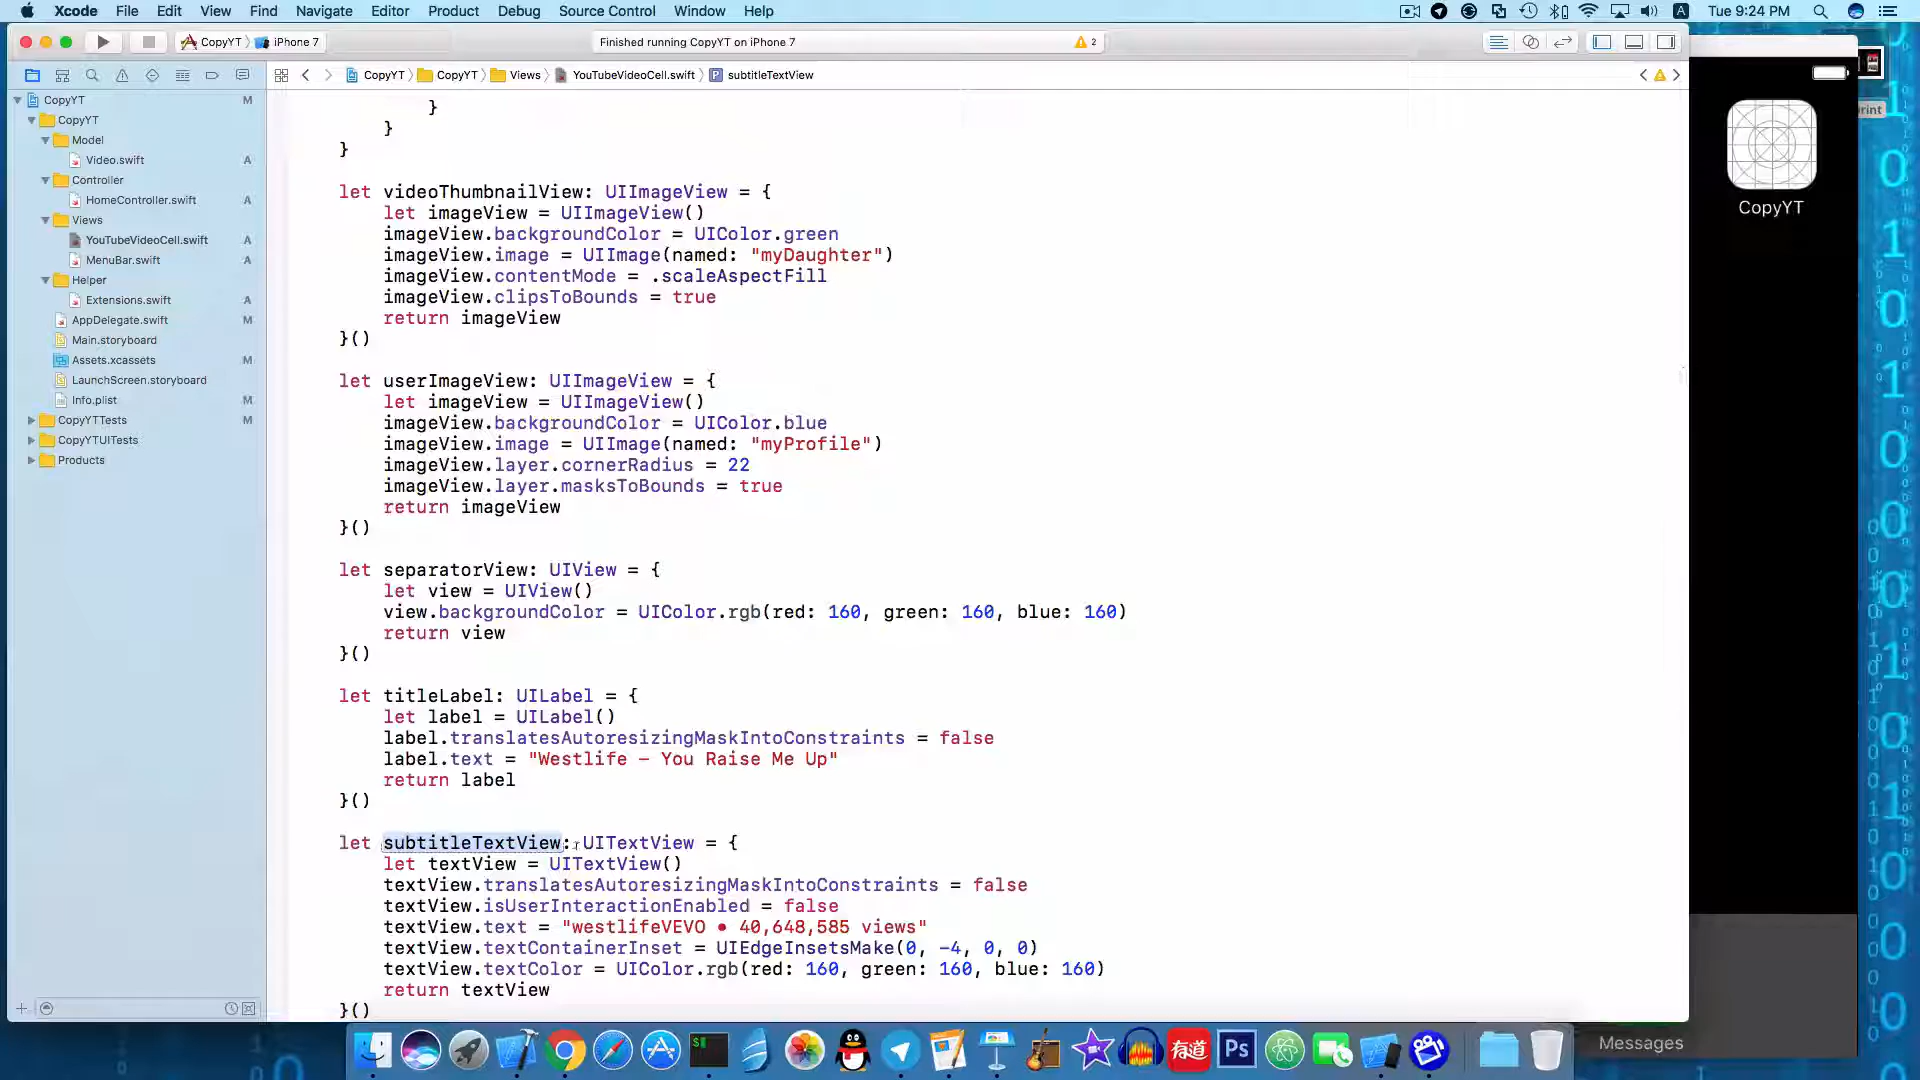 Xcode File Edit View Find Navigate Editor Product Debug Source Control Window Help
A Tue 9:24 PM
CopyYT iPhone 7
Finished running CopyYT on iPhone 7
2
CopyYT CopyYT Views YouTubeVideoCell.swift P subtitleTextView
CopyYT M
CopyYT
Model
Video.swift A
Controller
HomeController.swift A
Views
YouTubeVideoCell.swift A
MenuBar.swift A
Helper
Extensions.swift A
AppDelegate.swift M
Main.storyboard
Assets.xcassets M
LaunchScreen.storyboard
Info.plist M
CopyYTTests M
CopyYTUITests
Products
}
}
}
let videoThumbnailView: UIImageView = {
let imageView = UIImageView()
imageView.backgroundColor = UIColor.green
imageView.image = UIImage(named: "myDaughter")
imageView.contentMode = .scaleAspectFill
imageView.clipsToBounds = true
return imageView
}()
let userImageView: UIImageView = {
let imageView = UIImageView()
imageView.backgroundColor = UIColor.blue
imageView.image = UIImage(named: "myProfile")
imageView.layer.cornerRadius = 22
imageView.layer.masksToBounds = true
return imageView
}()
let separatorView: UIView = {
let view = UIView()
view.backgroundColor = UIColor.rgb(red: 160, green: 160, blue: 160)
return view
}()
let titleLabel: UILabel = {
let label = UILabel()
label.translatesAutoresizingMaskIntoConstraints = false
label.text = "Westlife – You Raise Me Up"
return label
}()
let subtitleTextView: UITextView = {
let textView = UITextView()
textView.translatesAutoresizingMaskIntoConstraints = false
textView.isUserInteractionEnabled = false
textView.text = "westlifeVEVO • 40,648,585 views"
textView.textContainerInset = UIEdgeInsetsMake(0, -4, 0, 0)
textView.textColor = UIColor.rgb(red: 160, green: 160, blue: 160)
return textView
}()
CopyYT
Messages
有道
Ps